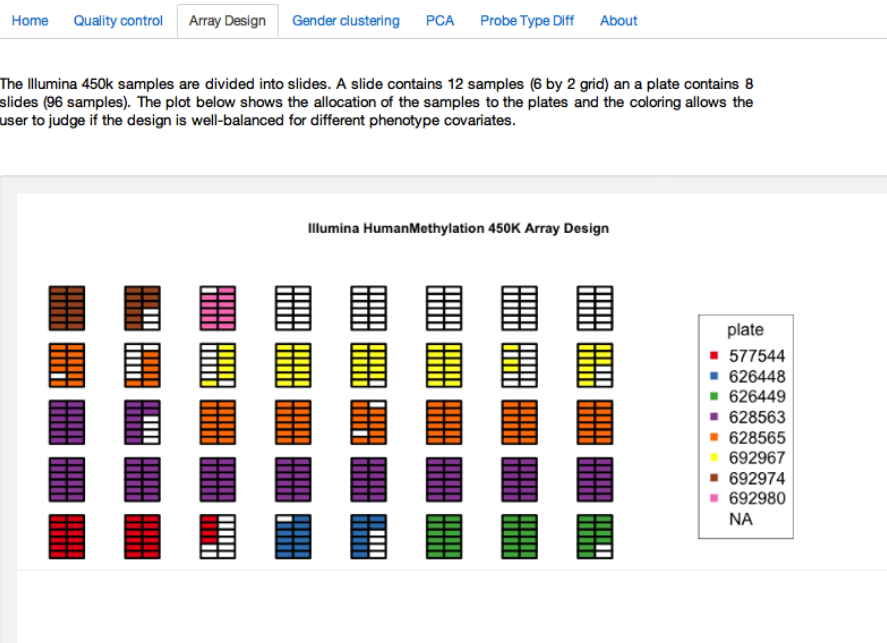 Home Quality control Array Design Gender clustering PCA Probe Type Diff About
The Illumina 450k samples are divided into slides. A slide contains 12 samples (6 by 2 grid) an a plate contains 8
slides (96 samples). The plot below shows the allocation of the samples to the plates and the coloring allows the
user to judge if the design is well-balanced for different phenotype covariates.
Illumina HumanMethylation 450K Array Design
plate
577544
626448
626449
628563
628565
692967
692974
692980
NA